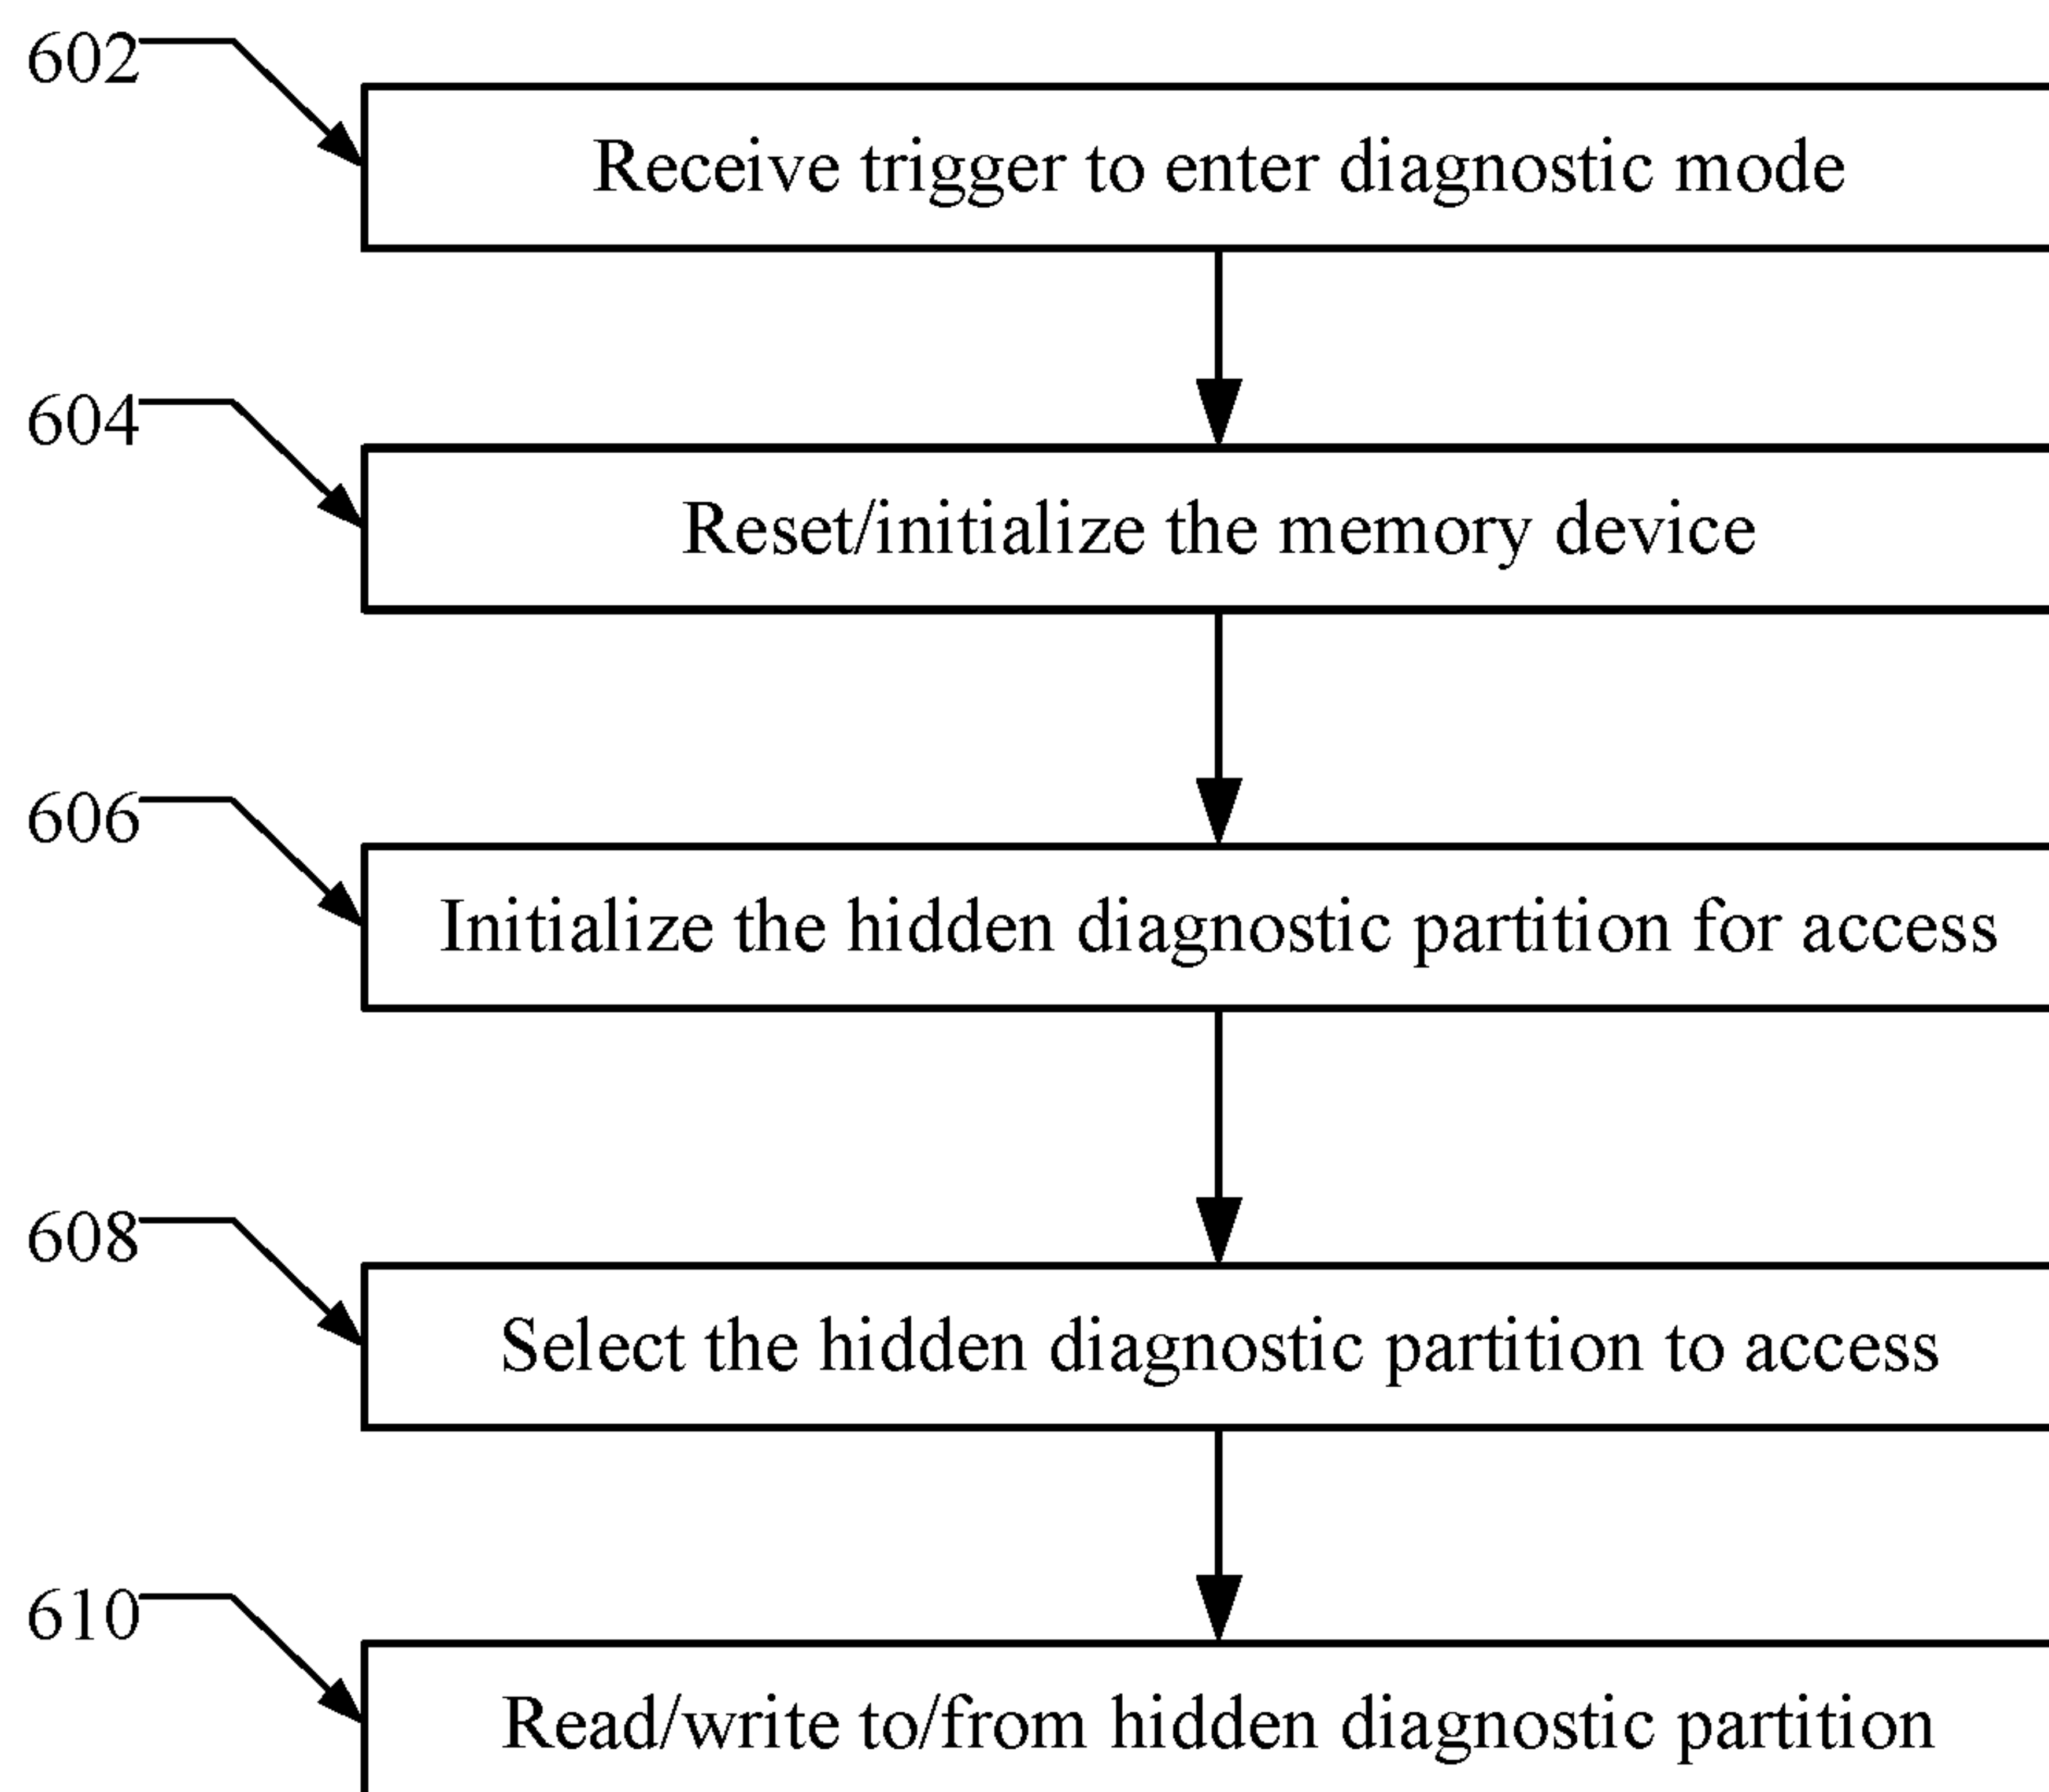 602
Receive trigger to enter diagnostic mode
604
Reset/initialize the memory device
606
Initialize the hidden diagnostic partition for access
608
Select the hidden diagnostic partition to access
610
Read/write to/from hidden diagnostic partition